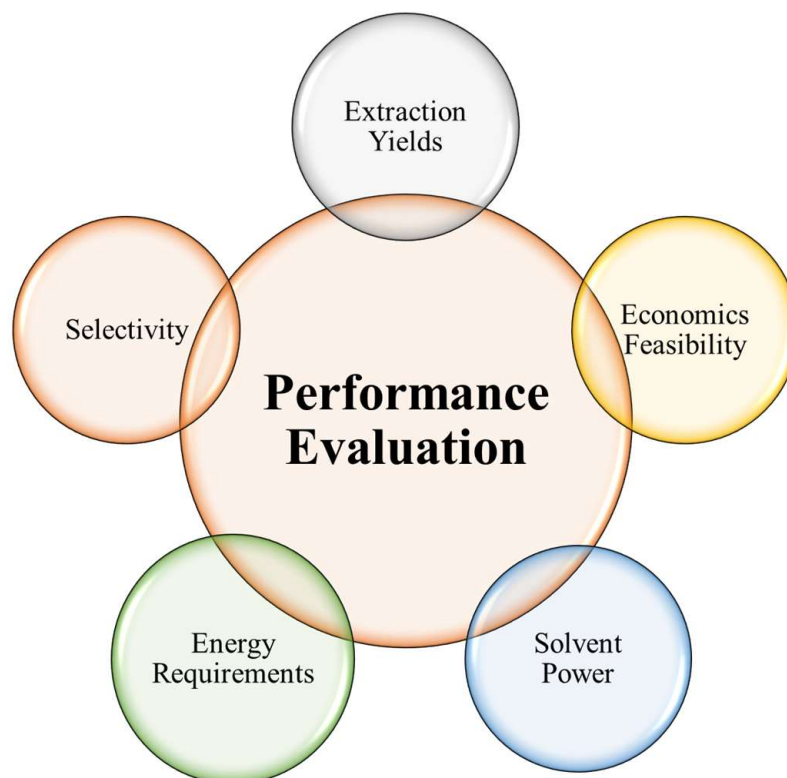 Extraction
Yields
Economics
Feasibility
Selectivity
Performance
Evaluation
Energy
Requirements
Solvent
Power